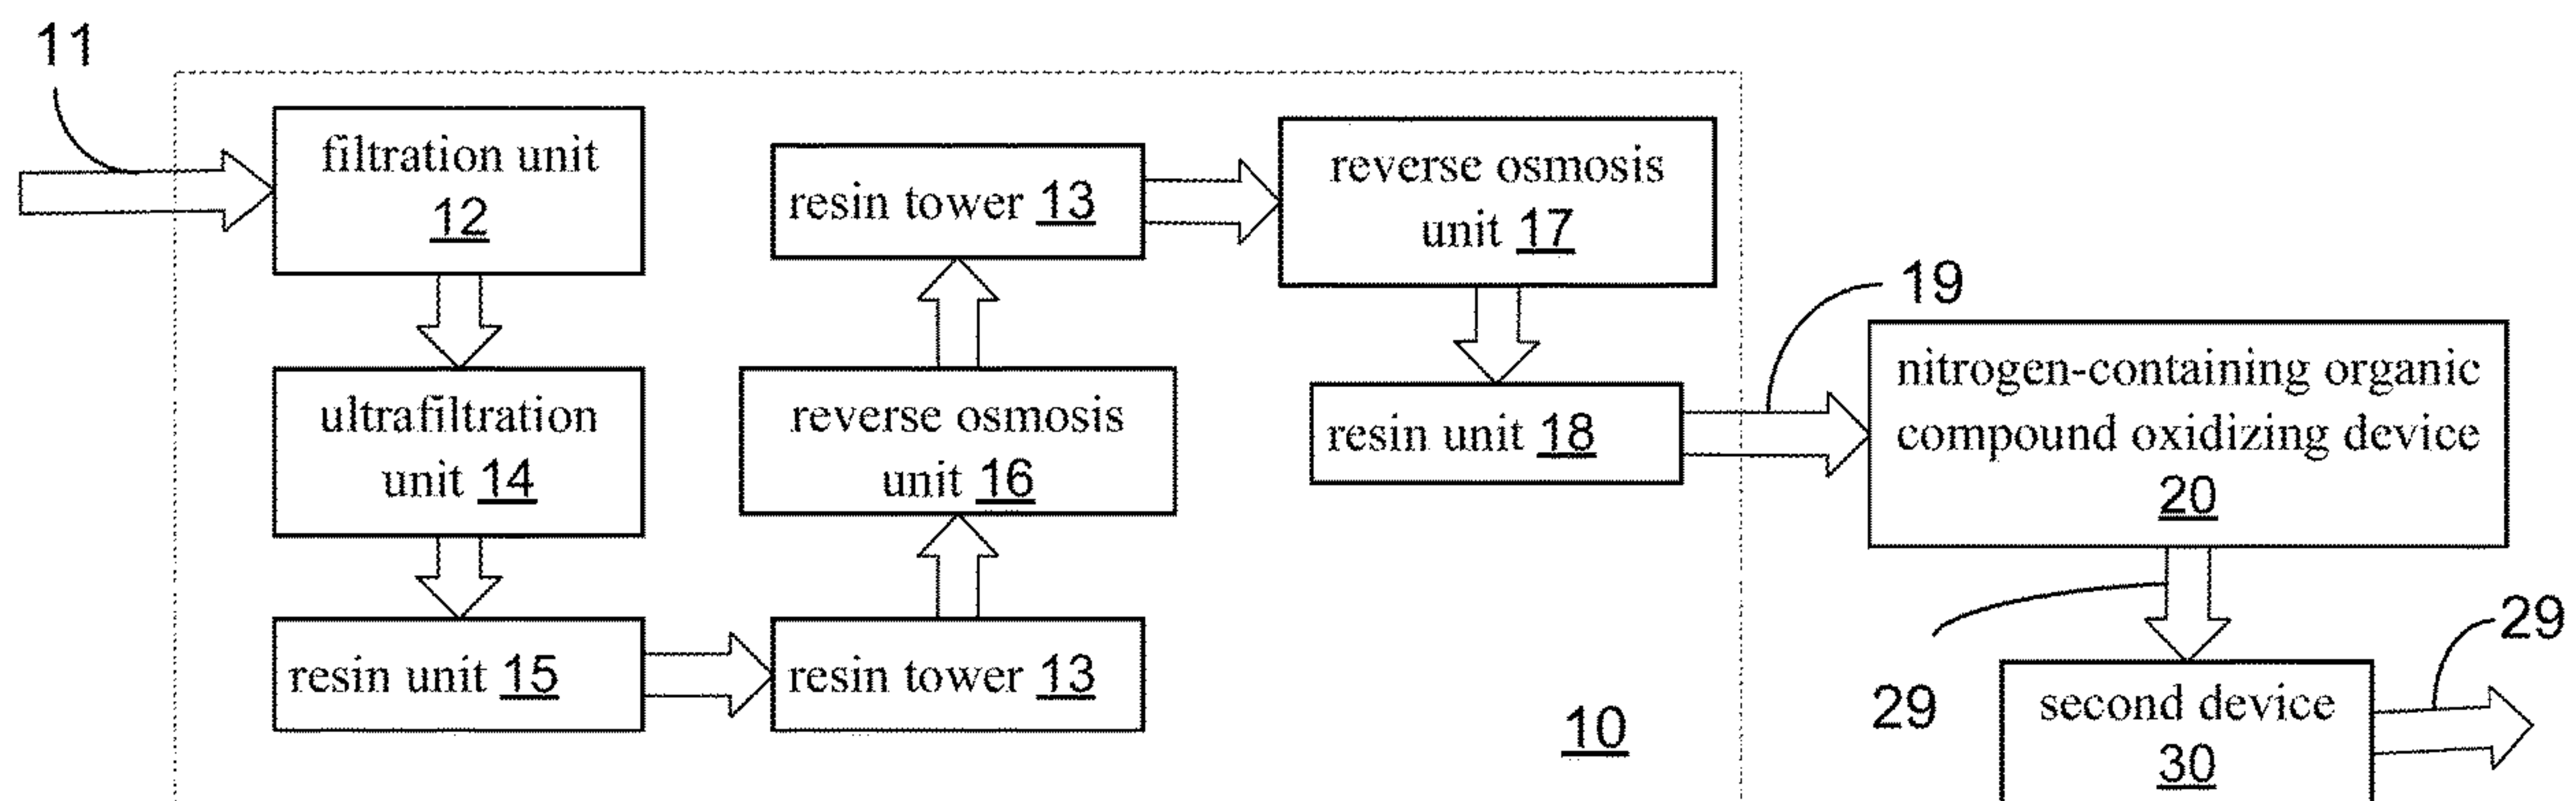 11
filtration unit
12
ultrafiltration
unit 14
resin unit 15
resin tower 13
reverse osmosis
unit 16
resin tower 13
reverse osmosis
unit 17
resin unit 18
10
19
nitrogen-containing organic
compound oxidizing device
20
29
second device
30
29